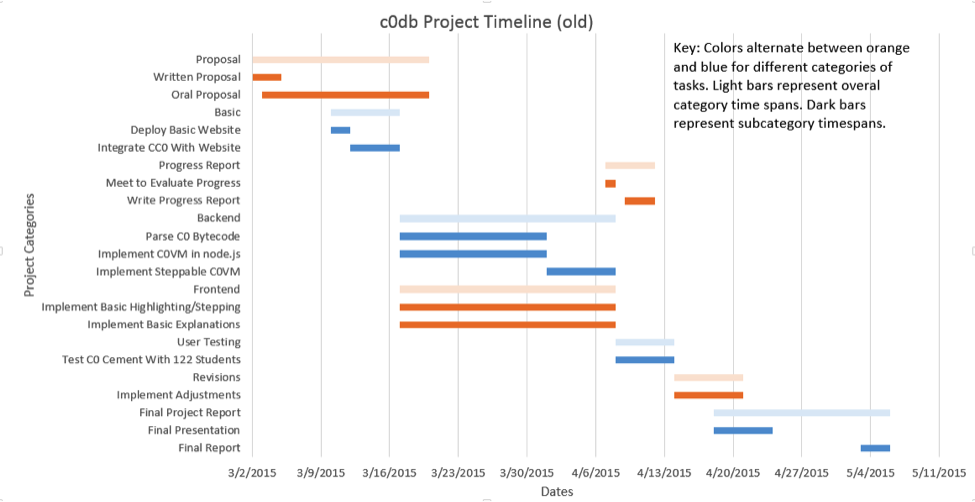 c0db Project Timeline (old)
Key: Colors alternate between orange
and blue for different categories of
tasks. Light bars represent overal
category time spans. Dark bars
represent subcategory timespans.
Project Categories
Proposal
Written Proposal
Oral Proposal
Basic
Deploy Basic Website
Integrate CC0 With Website
Progress Report
Meet to Evaluate Progress
Write Progress Report
Backend
Parse C0 Bytecode
Implement C0VM in node.js
Implement Steppable C0VM
Frontend
Implement Basic Highlighting/Stepping
Implement Basic Explanations
User Testing
Test C0 Cement With 122 Students
Revisions
Implement Adjustments
Final Project Report
Final Presentation
Final Report
3/2/2015 3/9/2015 3/16/2015 3/23/2015 3/30/2015 4/6/2015 4/13/2015 4/20/2015 4/27/2015 5/4/2015 5/11/2015
Dates